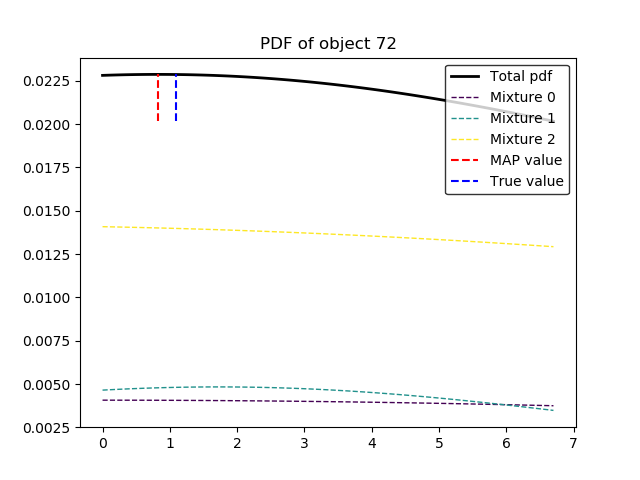 PDF of object 72
0.0225
0.0200
0.0175
0.0150
0.0125
0.0100
0.0075
0.0050
0.0025
0 1 2 3 4 5 6 7
Total pdf
Mixture 0
Mixture 1
Mixture 2
MAP value
True value